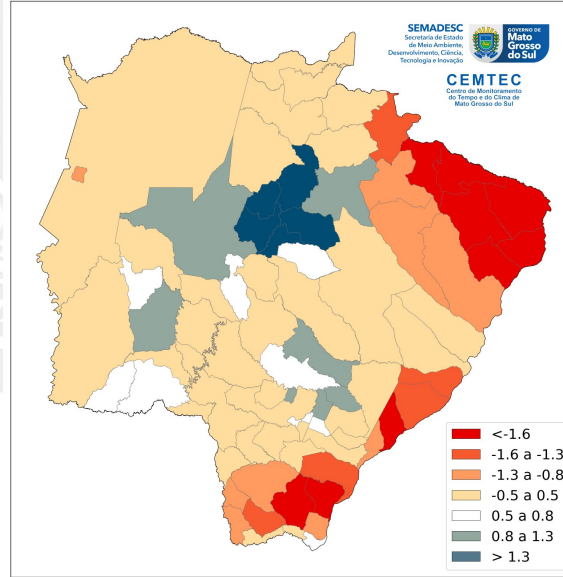 SEMADESC
Secretaria de Estado
de Meio Ambiente,
Desenvolvimento, Ciência,
Tecnologia e Inovação
GOVERNO DE
Mato
Grosso
do Sul
CEMTEC
Centro de Monitoramento
do Tempo e do Clima de
Mato Grosso do Sul
<-1.6
-1.6 a -1.3
-1.3 a -0.8
-0.5 a 0.5
0.5 a 0.8
0.8 a 1.3
> 1.3